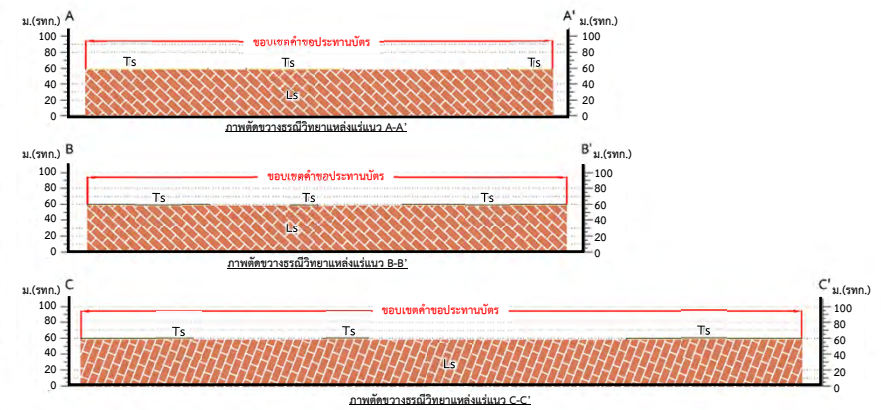 A A'
ม.(รทก.) ม.(รทก.)
100 ขอบเขตคำขอประทานบัตร 100
80 80
60 Ts Ts Ts 60
40 40
20 Ls 20
0 0
ภาพตัดขวางธรณีวิทยาแหล่งแร่แนว A-A'
B B'
ม.(รทก.) ม.(รทก.)
100 ขอบเขตคำขอประทานบัตร 100
80 80
60 Ts Ts Ts 60
40 40
20 Ls 20
0 0
ภาพตัดขวางธรณีวิทยาแหล่งแร่แนว B-B'
C C'
ม.(รทก.) ม.(รทก.)
100 ขอบเขตคำขอประทานบัตร 100
80 80
60 Ts Ts Ts 60
40 40
20 Ls 20
0 0
ภาพตัดขวางธรณีวิทยาแหล่งแร่แนว C-C'